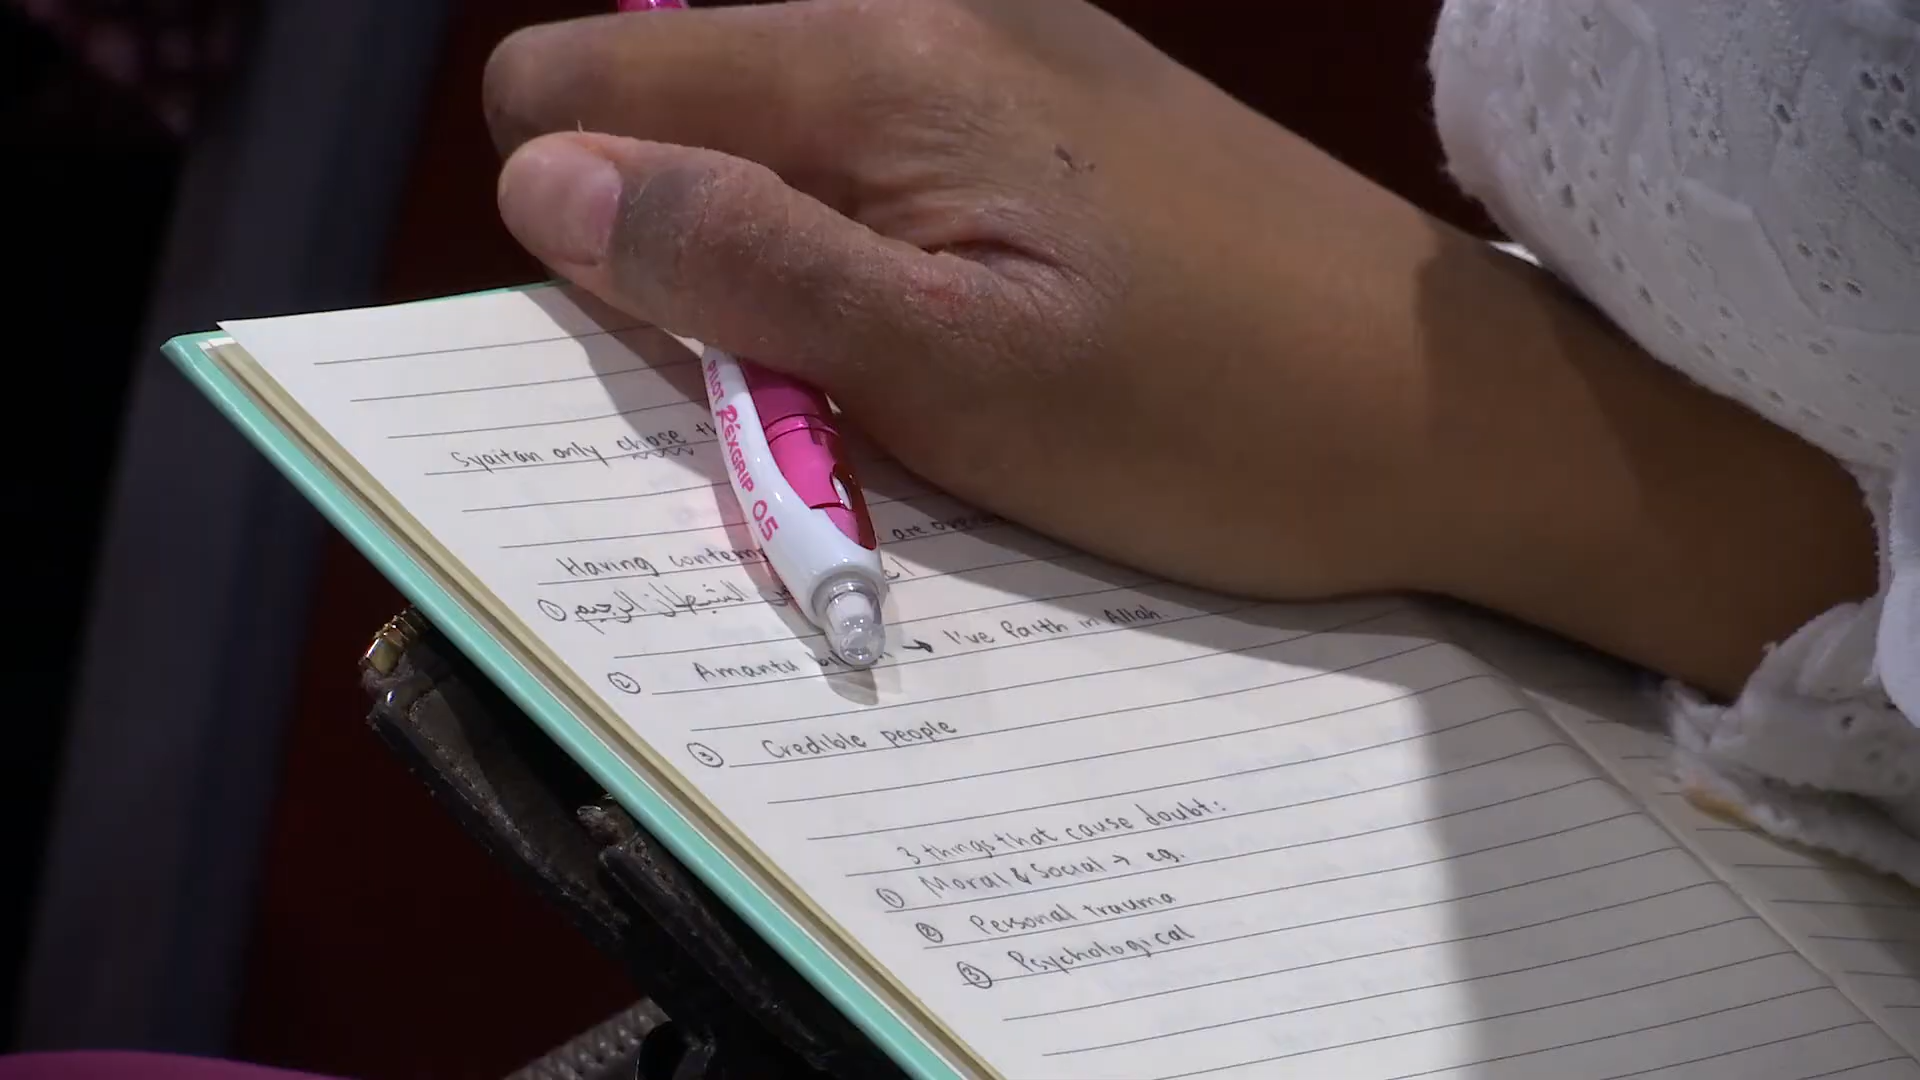 Syaitan only chose
Having are
① الشيطان الرجيم
② Amantu → I've faith in Allah.
③ Credible people
3 things that cause doubt:
① Moral & Social → eg.
② Personal trauma
③ Psychological
PILOT REXGRIP 0.5